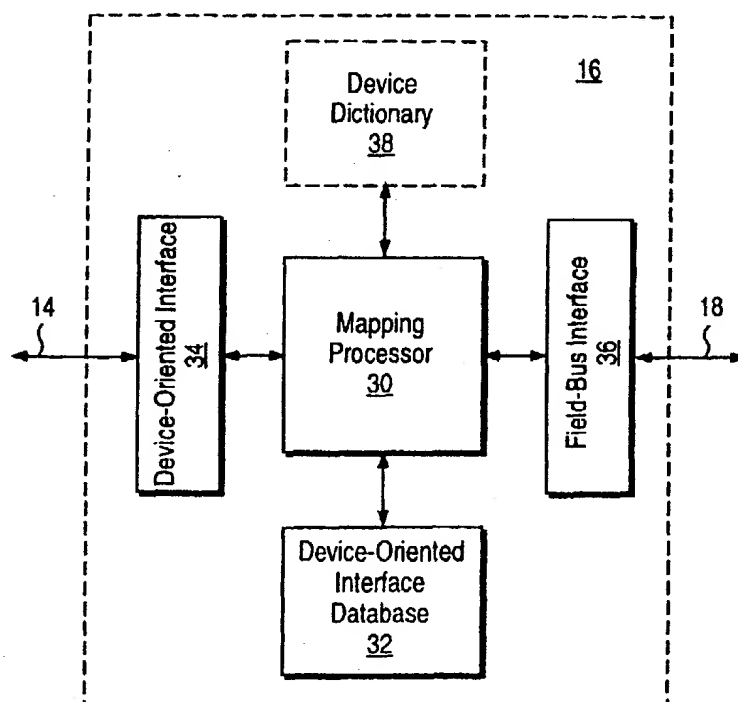 16
Device
Dictionary
38
14
Device-Oriented Interface
34
Mapping
Processor
30
Field-Bus Interface
36
18
Device-Oriented
Interface
Database
32